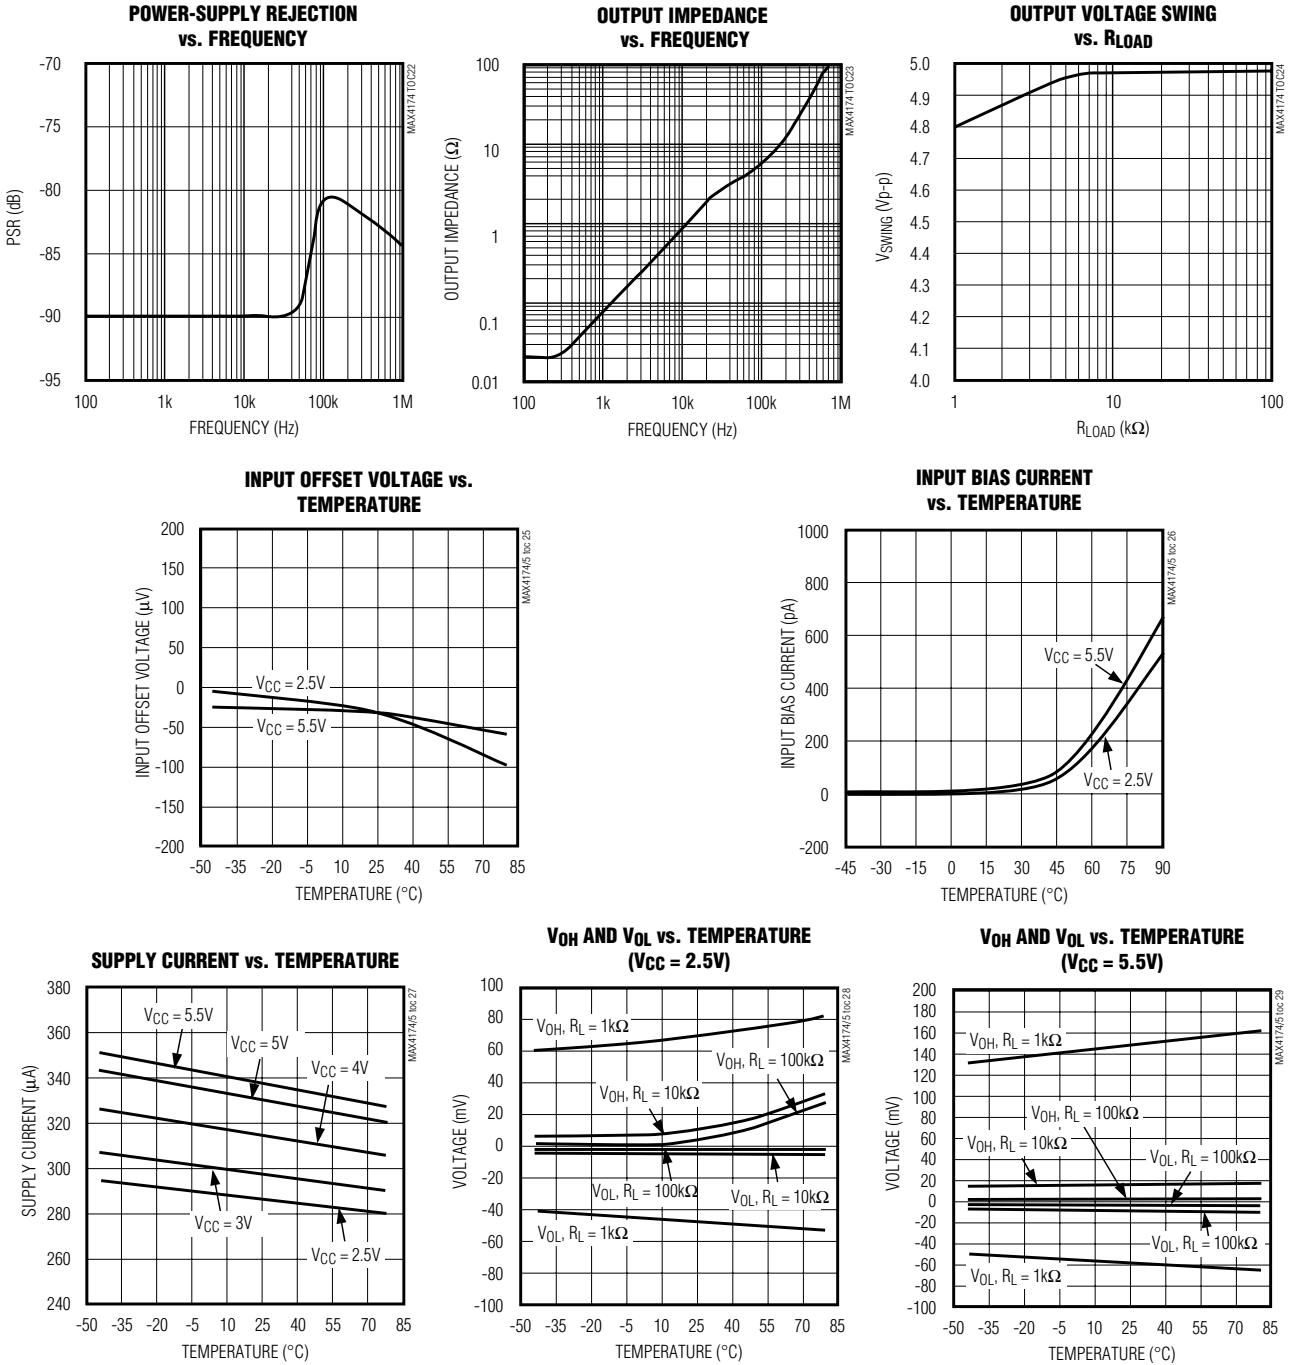 POWER-SUPPLY REJECTION
vs. FREQUENCY
-70
-75
-80
-85
-90
-95
PSR (dB)
MAX4174 TOC22
100
1k
10k
100k
1M
FREQUENCY (Hz)
OUTPUT IMPEDANCE
vs. FREQUENCY
100
10
1
0.1
0.01
OUTPUT IMPEDANCE (Ω)
MAX4174 TOC23
100
1k
10k
100k
1M
FREQUENCY (Hz)
OUTPUT VOLTAGE SWING
vs. RLOAD
5.0
4.9
4.8
4.7
4.6
4.5
4.4
4.3
4.2
4.1
4.0
VSWING (Vp-p)
MAX4174 TOC24
1
10
100
RLOAD (kΩ)
INPUT OFFSET VOLTAGE vs.
TEMPERATURE
200
150
100
50
0
-50
-100
-150
-200
INPUT OFFSET VOLTAGE (μV)
MAX4174/5 toc 25
VCC = 2.5V
VCC = 5.5V
-50
-35
-20
-5
10
25
40
55
70
85
TEMPERATURE (°C)
INPUT BIAS CURRENT
vs. TEMPERATURE
1000
800
600
400
200
0
-200
INPUT BIAS CURRENT (pA)
MAX4174/5 toc 26
VCC = 5.5V
VCC = 2.5V
-45
-30
-15
0
15
30
45
60
75
90
TEMPERATURE (°C)
SUPPLY CURRENT vs. TEMPERATURE
380
360
340
320
300
280
260
240
SUPPLY CURRENT (μA)
MAX4174/5 toc 27
VCC = 5.5V
VCC = 5V
VCC = 4V
VCC = 3V
VCC = 2.5V
-50
-35
-20
-5
10
25
40
55
70
85
TEMPERATURE (°C)
VOH AND VOL vs. TEMPERATURE
(VCC = 2.5V)
100
80
60
40
20
0
-20
-40
-60
-80
-100
VOLTAGE (mV)
MAX4174/5 toc 28
VOH, RL = 1kΩ
VOH, RL = 100kΩ
VOH, RL = 10kΩ
VOL, RL = 100kΩ
VOL, RL = 10kΩ
VOL, RL = 1kΩ
-50
-35
-20
-5
10
25
40
55
70
85
TEMPERATURE (°C)
VOH AND VOL vs. TEMPERATURE
(VCC = 5.5V)
200
180
160
140
120
100
80
60
40
20
0
-20
-40
-60
-80
-100
VOLTAGE (mV)
MAX4174/5 toc 29
VOH, RL = 1kΩ
VOH, RL = 100kΩ
VOH, RL = 10kΩ
VOL, RL = 100kΩ
VOL, RL = 100kΩ
VOL, RL = 1kΩ
-50
-35
-20
-5
10
25
40
55
70
85
TEMPERATURE (°C)